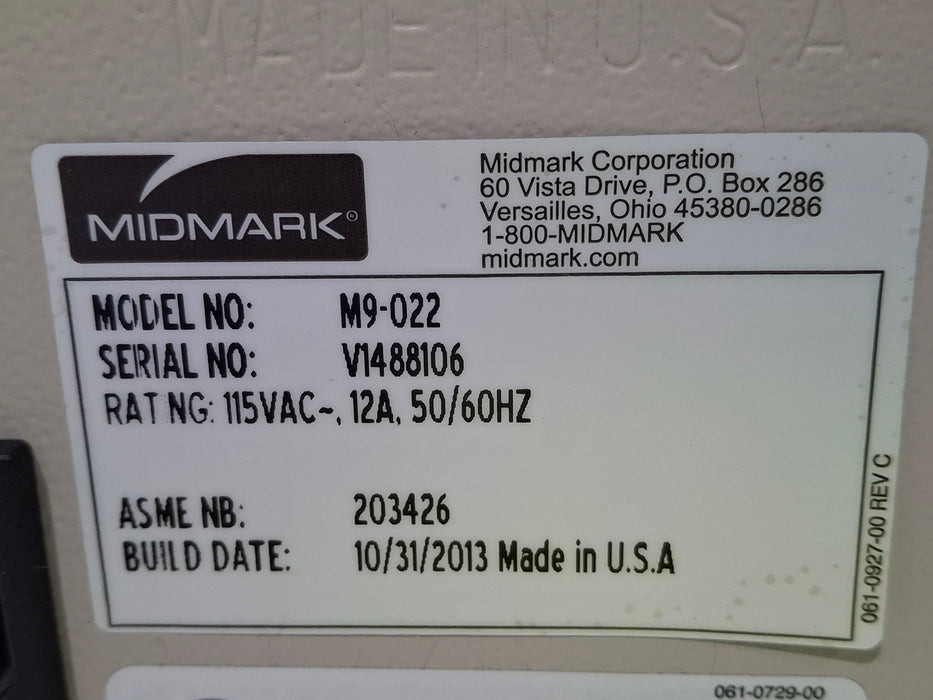 MADE IN U.S.A.
MIDMARK®
Midmark Corporation
60 Vista Drive, P.O. Box 286
Versailles, Ohio 45380-0286
1-800-MIDMARK
midmark.com
MODEL NO: M9-022
SERIAL NO: V1488106
RAT NG: 115VAC~, 12A, 50/60HZ
ASME NB: 203426
BUILD DATE: 10/31/2013 Made in U.S.A
061-0927-00 REV C
061-0729-00